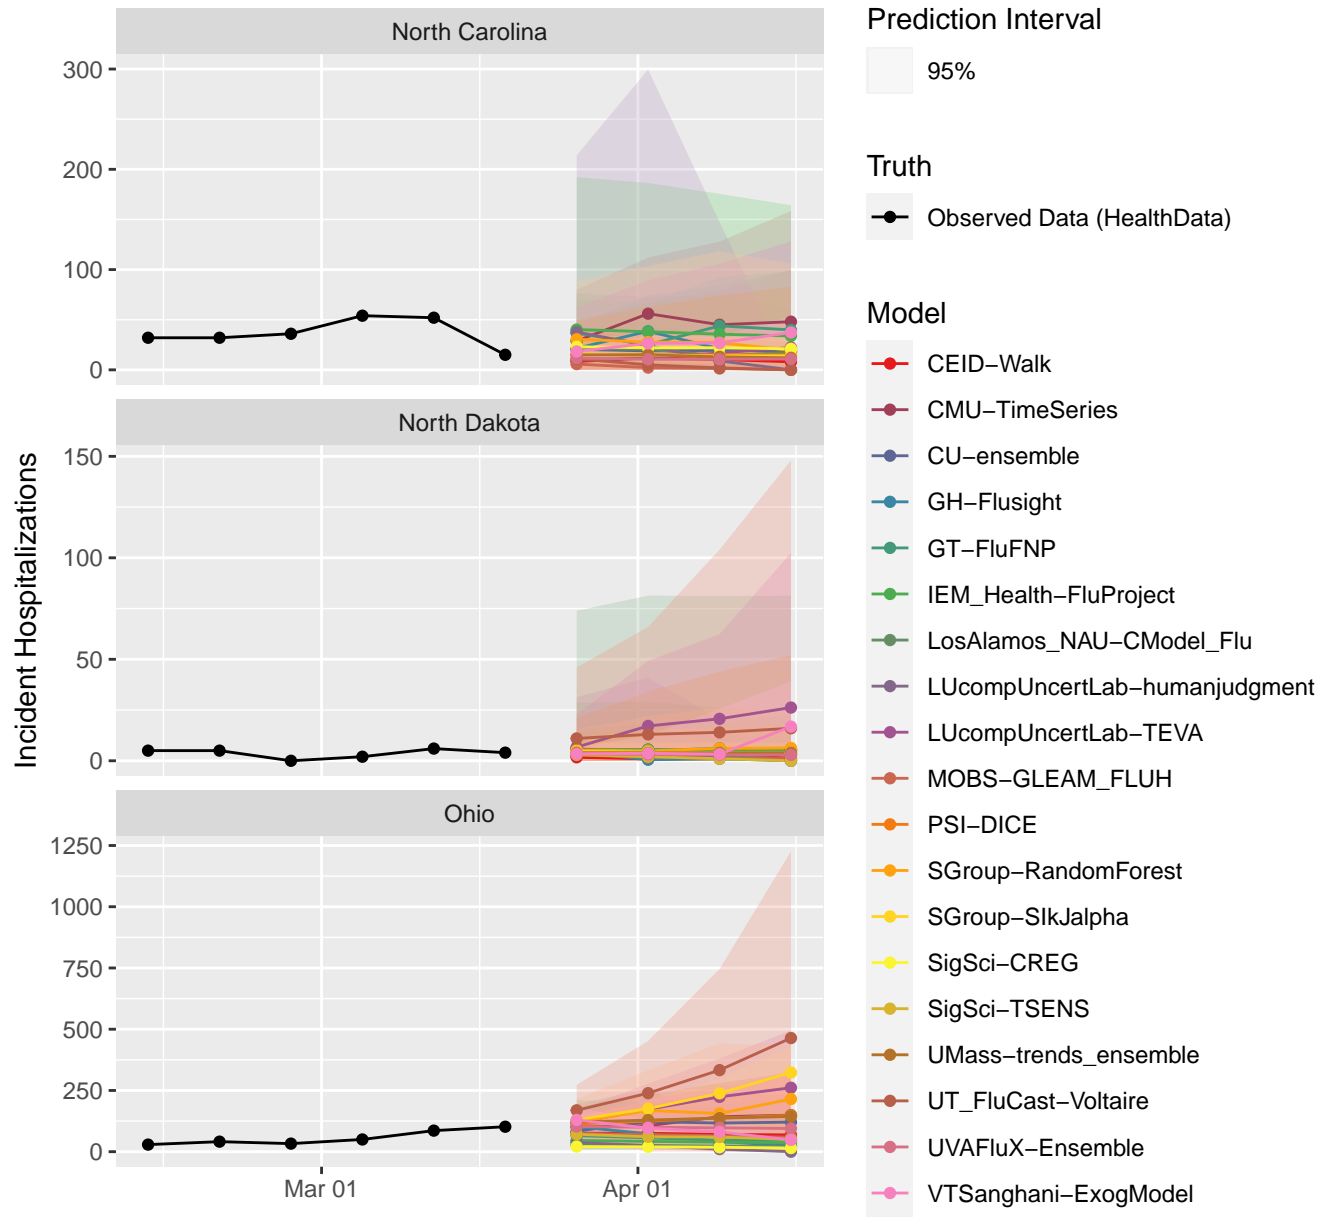 North Carolina
300
200
100
0
North Dakota
150
100
50
0
Ohio
1250
1000
750
500
250
0
Mar 01
Apr 01
Incident Hospitalizations
Prediction Interval
95%
Truth
Observed Data (HealthData)
Model
CEID−Walk
CMU−TimeSeries
CU−ensemble
GH−Flusight
GT−FluFNP
IEM_Health−FluProject
LosAlamos_NAU−CModel_Flu
LUcompUncertLab−humanjudgment
LUcompUncertLab−TEVA
MOBS−GLEAM_FLUH
PSI−DICE
SGroup−RandomForest
SGroup−SIkJalpha
SigSci−CREG
SigSci−TSENS
UMass−trends_ensemble
UT_FluCast−Voltaire
UVAFluX−Ensemble
VTSanghani−ExogModel